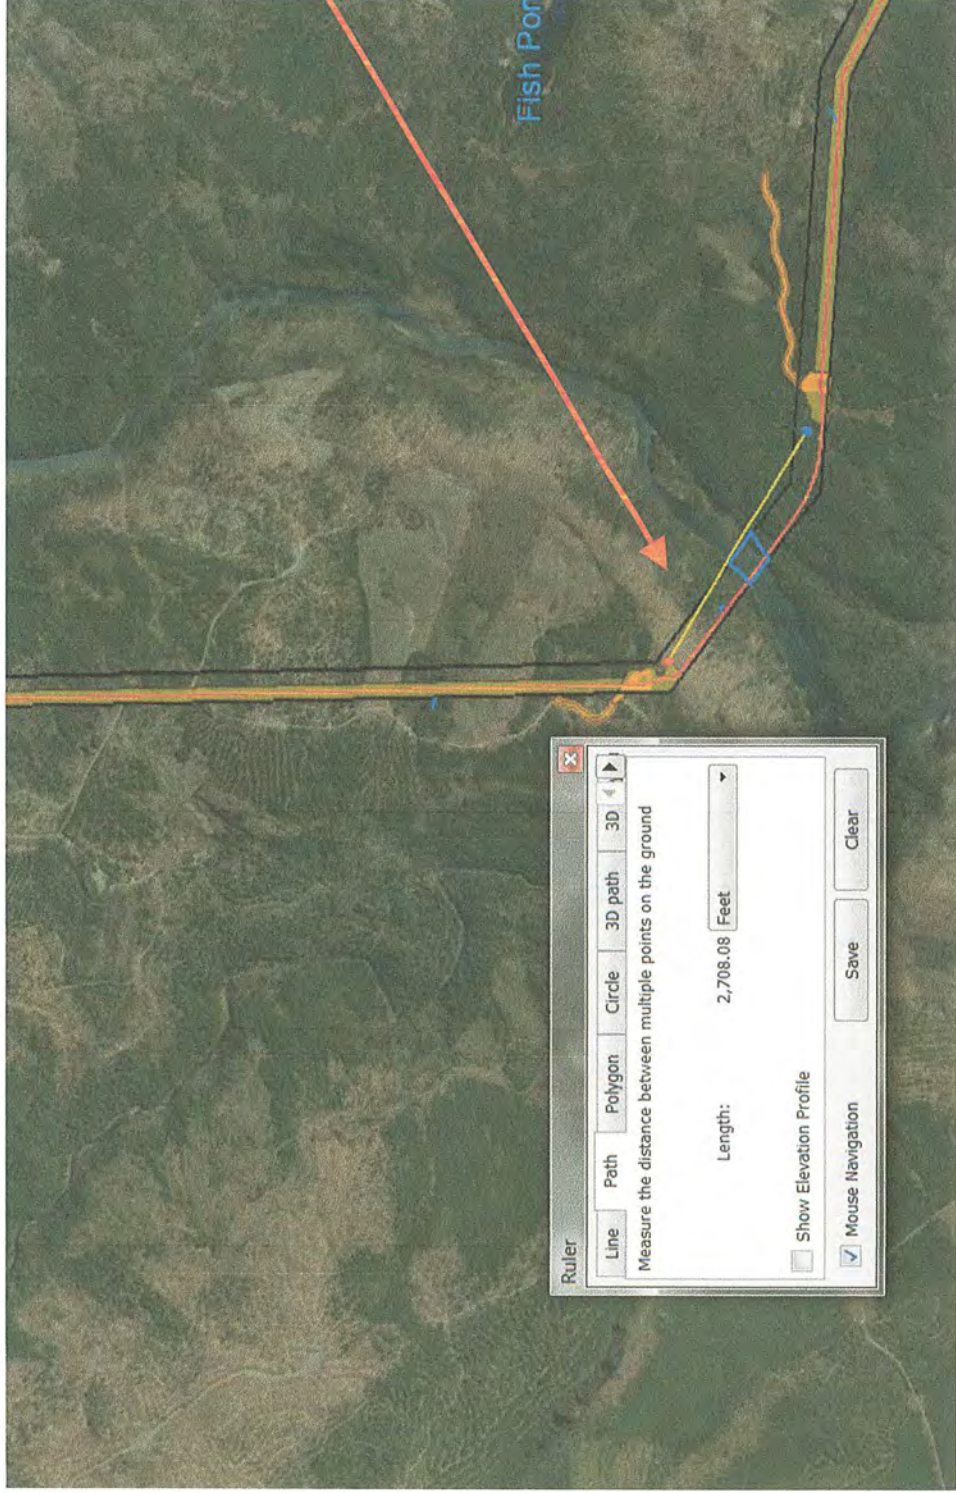 Fish Pon
Ruler
Line Path Polygon Circle 3D path 3D
Measure the distance between multiple points on the ground
Length: 2,708.08 Feet
Show Elevation Profile
Mouse Navigation Save Clear